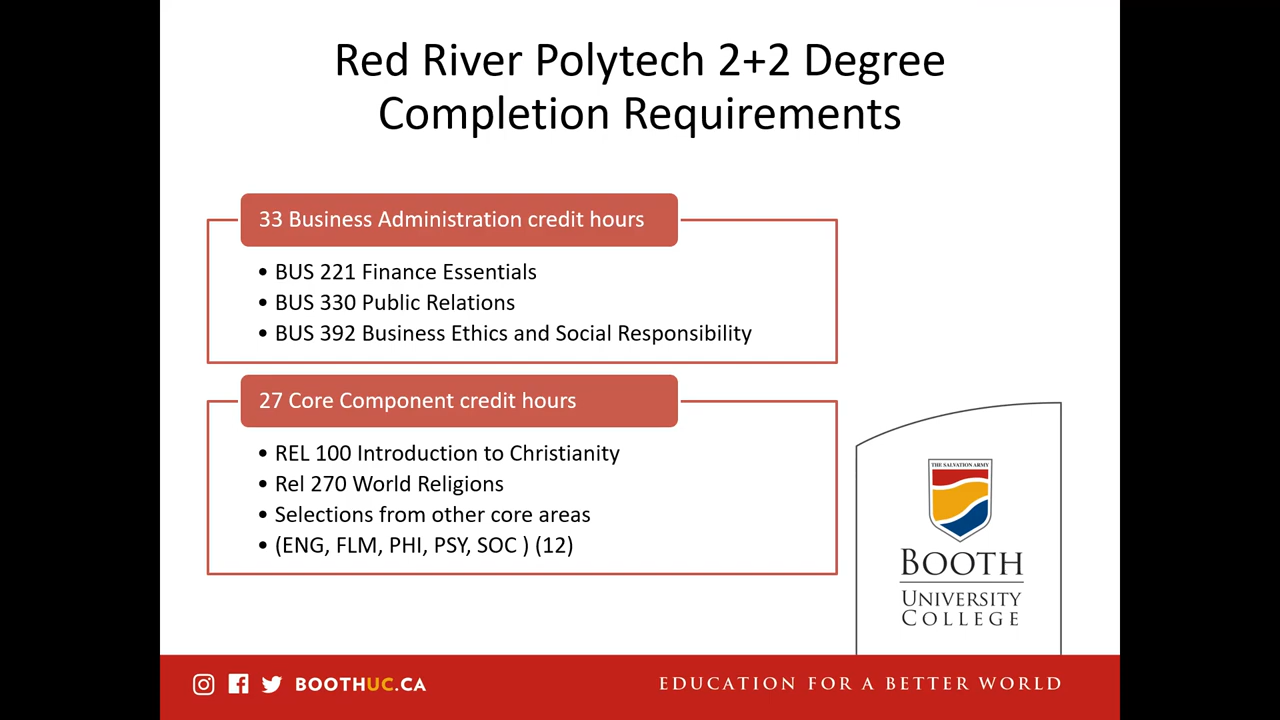 Red River Polytech 2+2 Degree
Completion Requirements
33 Business Administration credit hours
• BUS 221 Finance Essentials
• BUS 330 Public Relations
• BUS 392 Business Ethics and Social Responsibility
27 Core Component credit hours
• REL 100 Introduction to Christianity
• Rel 270 World Religions
• Selections from other core areas
• (ENG, FLM, PHI, PSY, SOC ) (12)
THE SALVATION ARMY
BOOTH
UNIVERSITY
COLLEGE
BOOTHUC.CA
EDUCATION FOR A BETTER WORLD